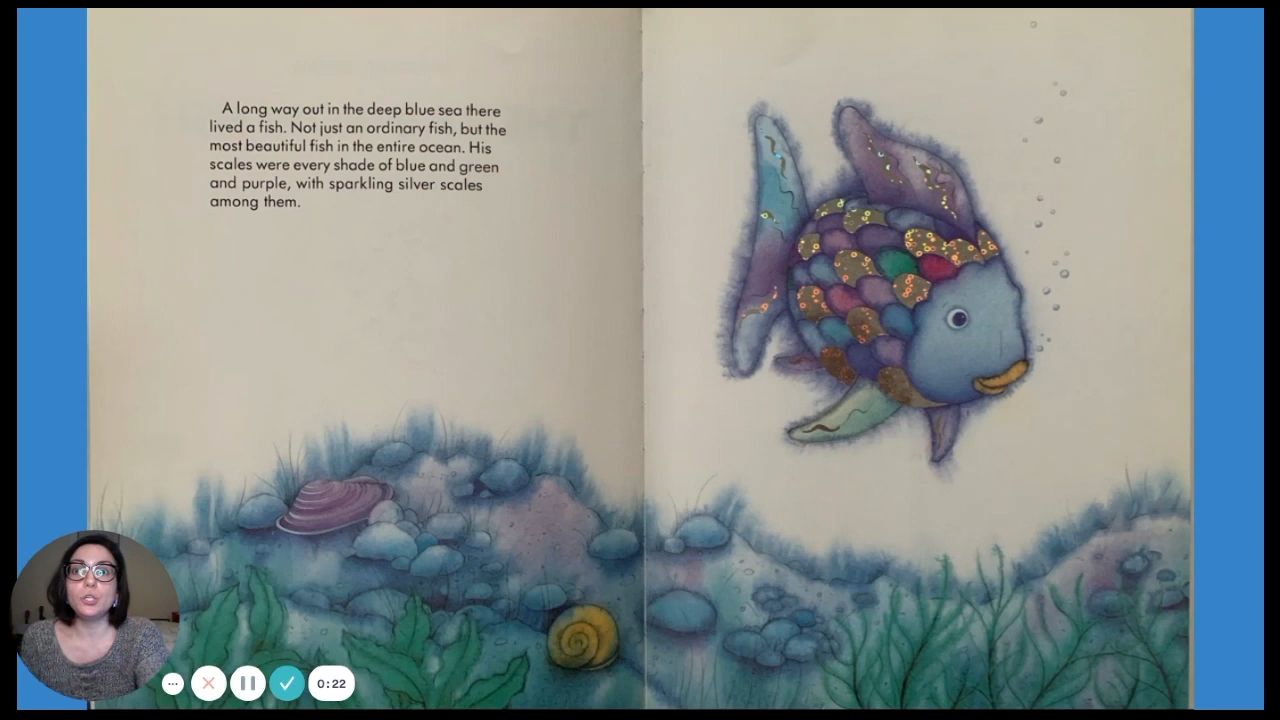 A long way out in the deep blue sea there
lived a fish. Not just an ordinary fish, but the
most beautiful fish in the entire ocean. His
scales were every shade of blue and green
and purple, with sparkling silver scales
among them.
0:22